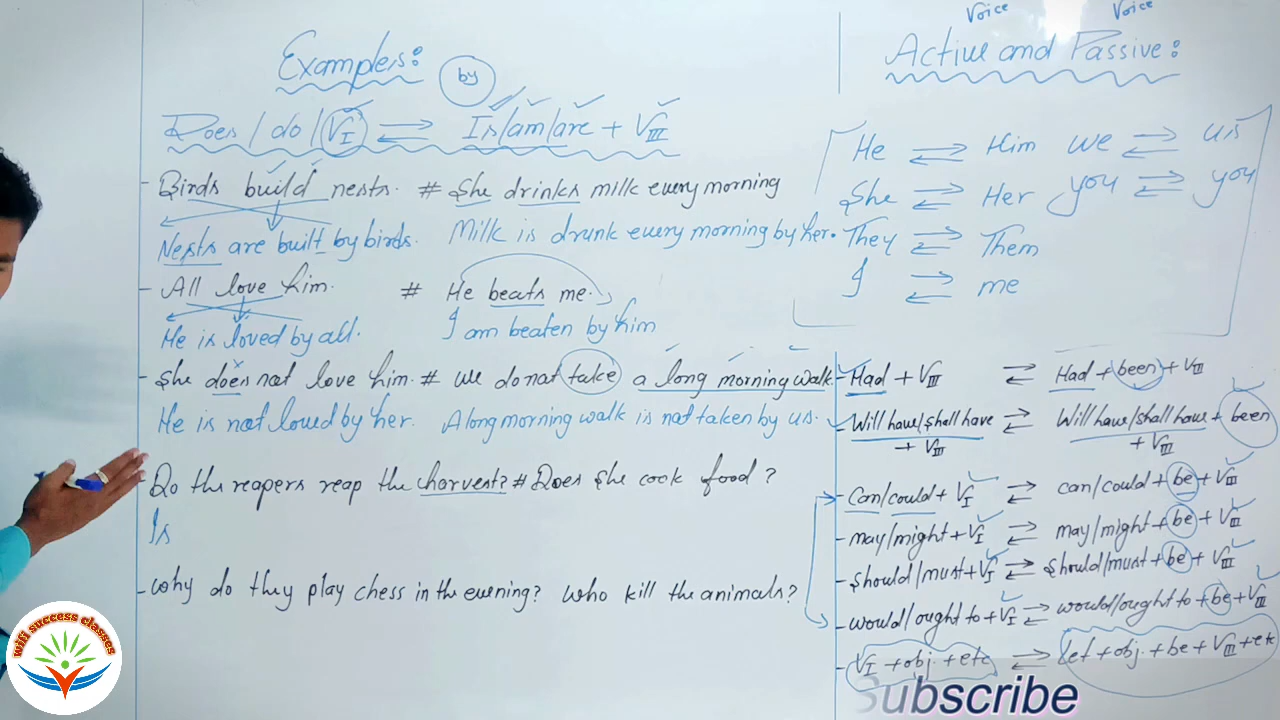 Examples:
by
Does/do/VI ⇌ Is/am/are + VIII
- Birds build nests. # She drinks milk every morning
Nests are built by birds. Milk is drunk every morning by her.
- All love him. # He beats me.
He is loved by all. I am beaten by him
- She does not love him. # We do not take a long morning walk
He is not loved by her. A long morning walk is not taken by us.
- Do the reapers reap the harvest? # Does She cook food?
Is
- Why do they play chess in the evening? Who kill the animals?
Voice Voice
Active and Passive:
He ⇌ Him we ⇌ us
She ⇌ Her you ⇌ you
They ⇌ Them
I ⇌ me
- Had + VIII ⇌ Had + been + VIII
- Will have/shall have ⇌ Will have/shall have + been
+ VIII + VIII
- Can/could + VI ⇌ can/could + be + VIII
- may/might + VI ⇌ may/might + be + VIII
- should/must + VI ⇌ should/must + be + VIII
- would/ought to + VI ⇌ would/ought to + be + VIII
- VI + obj. + etc ⇌ let + obj. + be + VIII + etc
Subscribe
wifi success classes